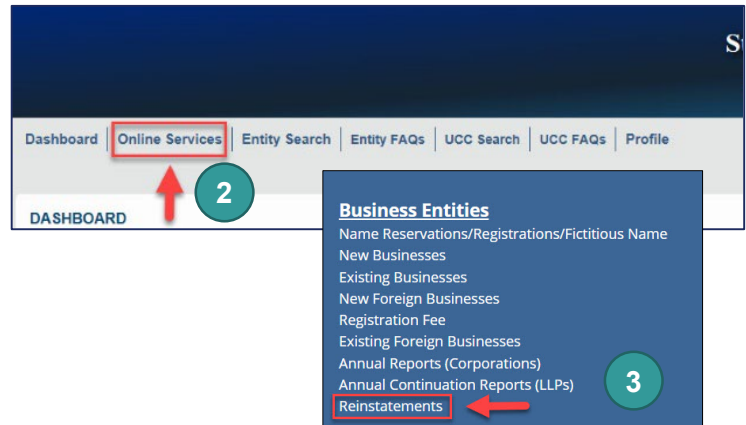 Dashboard | Online Services | Entity Search | Entity FAQs | UCC Search | UCC FAQs | Profile
2
DASHBOARD
Business Entities
Name Reservations/Registrations/Fictitious Name
New Businesses
Existing Businesses
New Foreign Businesses
Registration Fee
Existing Foreign Businesses
Annual Reports (Corporations)
Annual Continuation Reports (LLPs)
3
Reinstatements